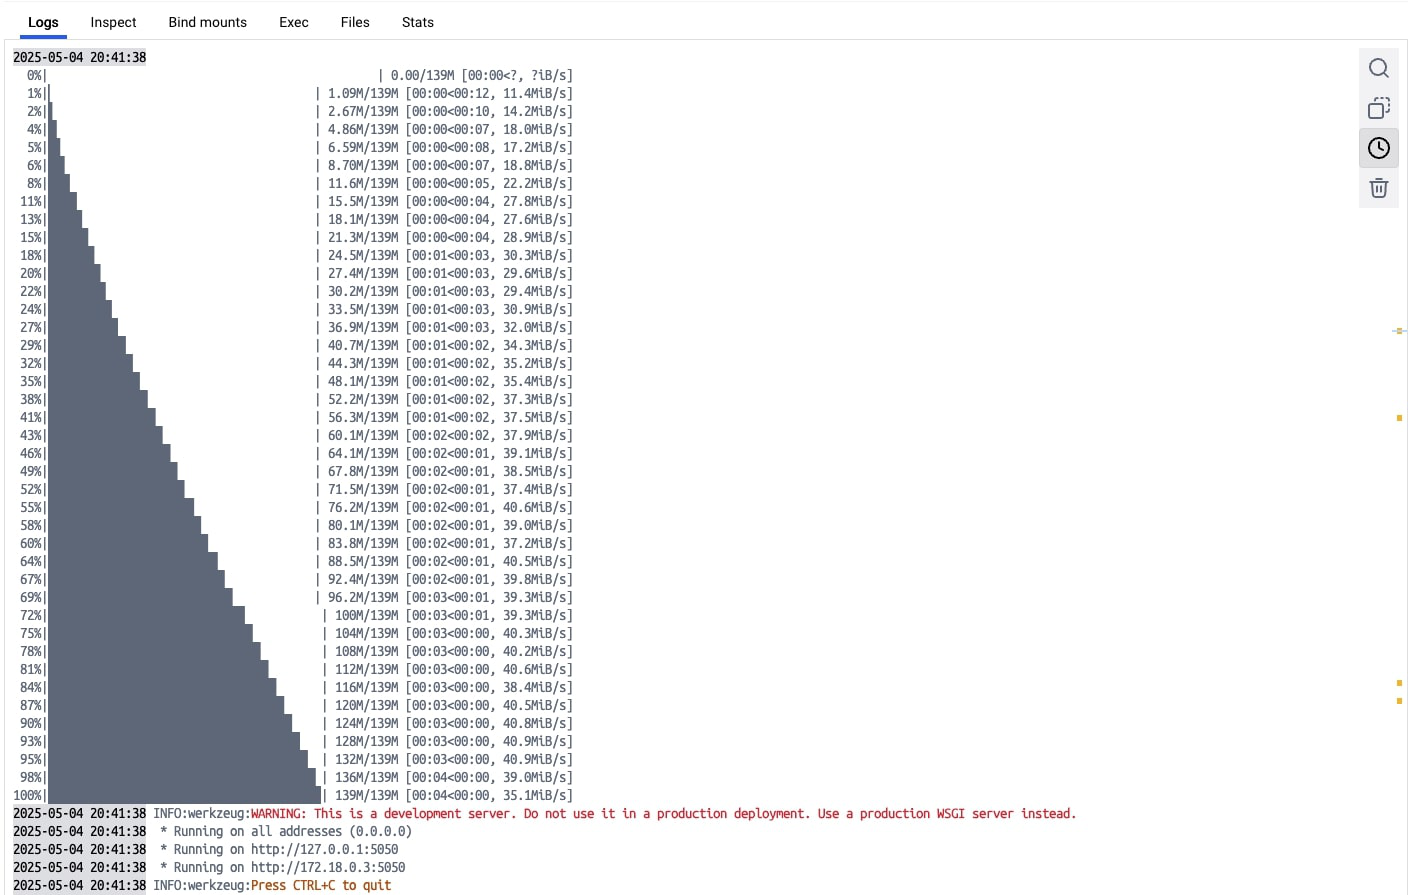 Logs Inspect Bind mounts Exec Files Stats
2025-05-04 20:41:38
0%| | 0.00/139M [00:00<?, ?iB/s]
1%| | 1.09M/139M [00:00<00:12, 11.4MiB/s]
2%| | 2.67M/139M [00:00<00:10, 14.2MiB/s]
4%| | 4.86M/139M [00:00<00:07, 18.0MiB/s]
5%| | 6.59M/139M [00:00<00:08, 17.2MiB/s]
6%| | 8.70M/139M [00:00<00:07, 18.8MiB/s]
8%| | 11.6M/139M [00:00<00:05, 22.2MiB/s]
11%| | 15.5M/139M [00:00<00:04, 27.8MiB/s]
13%| | 18.1M/139M [00:00<00:04, 27.6MiB/s]
15%| | 21.3M/139M [00:00<00:04, 28.9MiB/s]
18%| | 24.5M/139M [00:01<00:03, 30.3MiB/s]
20%| | 27.4M/139M [00:01<00:03, 29.6MiB/s]
22%| | 30.2M/139M [00:01<00:03, 29.4MiB/s]
24%| | 33.5M/139M [00:01<00:03, 30.9MiB/s]
27%| | 36.9M/139M [00:01<00:03, 32.0MiB/s]
29%| | 40.7M/139M [00:01<00:02, 34.3MiB/s]
32%| | 44.3M/139M [00:01<00:02, 35.2MiB/s]
35%| | 48.1M/139M [00:01<00:02, 35.4MiB/s]
38%| | 52.2M/139M [00:01<00:02, 37.3MiB/s]
41%| | 56.3M/139M [00:01<00:02, 37.5MiB/s]
43%| | 60.1M/139M [00:02<00:02, 37.9MiB/s]
46%| | 64.1M/139M [00:02<00:01, 39.1MiB/s]
49%| | 67.8M/139M [00:02<00:01, 38.5MiB/s]
52%| | 71.5M/139M [00:02<00:01, 37.4MiB/s]
55%| | 76.2M/139M [00:02<00:01, 40.6MiB/s]
58%| | 80.1M/139M [00:02<00:01, 39.0MiB/s]
60%| | 83.8M/139M [00:02<00:01, 37.2MiB/s]
64%| | 88.5M/139M [00:02<00:01, 40.5MiB/s]
67%| | 92.4M/139M [00:02<00:01, 39.8MiB/s]
69%| | 96.2M/139M [00:03<00:01, 39.3MiB/s]
72%| | 100M/139M [00:03<00:01, 39.3MiB/s]
75%| | 104M/139M [00:03<00:00, 40.3MiB/s]
78%| | 108M/139M [00:03<00:00, 40.2MiB/s]
81%| | 112M/139M [00:03<00:00, 40.6MiB/s]
84%| | 116M/139M [00:03<00:00, 38.4MiB/s]
87%| | 120M/139M [00:03<00:00, 40.5MiB/s]
90%| | 124M/139M [00:03<00:00, 40.8MiB/s]
93%| | 128M/139M [00:03<00:00, 40.9MiB/s]
95%| | 132M/139M [00:03<00:00, 40.9MiB/s]
98%| | 136M/139M [00:04<00:00, 39.0MiB/s]
100%| | 139M/139M [00:04<00:00, 35.1MiB/s]
2025-05-04 20:41:38 INFO:werkzeug:WARNING: This is a development server. Do not use it in a production deployment. Use a production WSGI server instead.
2025-05-04 20:41:38 * Running on all addresses (0.0.0.0)
2025-05-04 20:41:38 * Running on http://127.0.0.1:5050
2025-05-04 20:41:38 * Running on http://172.18.0.3:5050
2025-05-04 20:41:38 INFO:werkzeug:Press CTRL+C to quit